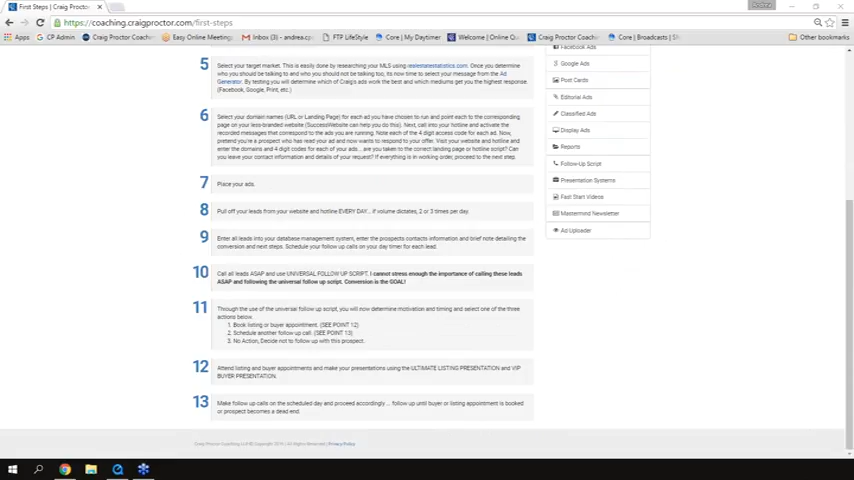 First Steps | Craig Proctor
https://coaching.craigproctor.com/first-steps
Apps
CP Admin
Craig Proctor Coachin
Easy Online Meeting
Inbox (3) - andrea.cp
FTP LifeStyle
Core | My Daytimer
Welcome | Online Qu
Craig Proctor Coach
Core | Broadcasts | Sk
Other bookmarks
5
Select your target market. This is easily done by researching your MLS using realestatestatistics.com. Once you determine
who you should be talking to and who you should not be talking too, its now time to select your message from the Ad
Generator. By testing you will determine which of Craig's ads work the best and which mediums get you the highest response.
(Facebook, Google, Print, etc.)
6
Select your domain names (URL or Landing Page) for each ad you have chosen to run and point each to the corresponding
page on your less-branded website (SuccessWebsite can help you do this). Next, call into your hotline and activate the
recorded messages that correspond to the ads you are running. Note each of the 4 digit access code for each ad. Now,
pretend you're a prospect who has read your ad and now wants to respond to your offer. Visit your website and hotline and
enter the domains and 4 digit codes for each of your ads... are you taken to the correct landing page or hotline script? Can
you leave your contact information and details of your request? If everything is in working order, proceed to the next step.
7
Place your ads.
8
Pull off your leads from your website and hotline EVERY DAY... if volume dictates, 2 or 3 times per day.
9
Enter all leads into your database management system, enter the prospects contacts information and brief note detailing the
conversion and next steps. Schedule your follow up calls on your day timer for each lead.
10
Call all leads ASAP and use UNIVERSAL FOLLOW UP SCRIPT. I cannot stress enough the importance of calling these leads
ASAP and following the universal follow up script. Conversion is the GOAL!
11
Through the use of the universal follow up script, you will now determine motivation and timing and select one of the three
actions below.
1. Book listing or buyer appointment. (SEE POINT 12)
2. Schedule another follow up call. (SEE POINT 13)
3. No Action, Decide not to follow up with this prospect.
12
Attend listing and buyer appointments and make your presentations using the ULTIMATE LISTING PRESENTATION and VIP
BUYER PRESENTATION.
13
Make follow up calls on the scheduled day and proceed accordingly ... follow up until buyer or listing appointment is booked
or prospect becomes a dead end.
Facebook Ads
Google Ads
Post Cards
Editorial Ads
Classified Ads
Display Ads
Reports
Follow-Up Script
Presentation Systems
Fast Start Videos
Mastermind Newsletter
Ad Uploader
Craig Proctor Coaching LLC © Copyright 2016 | All Rights Reserved | Privacy Policy